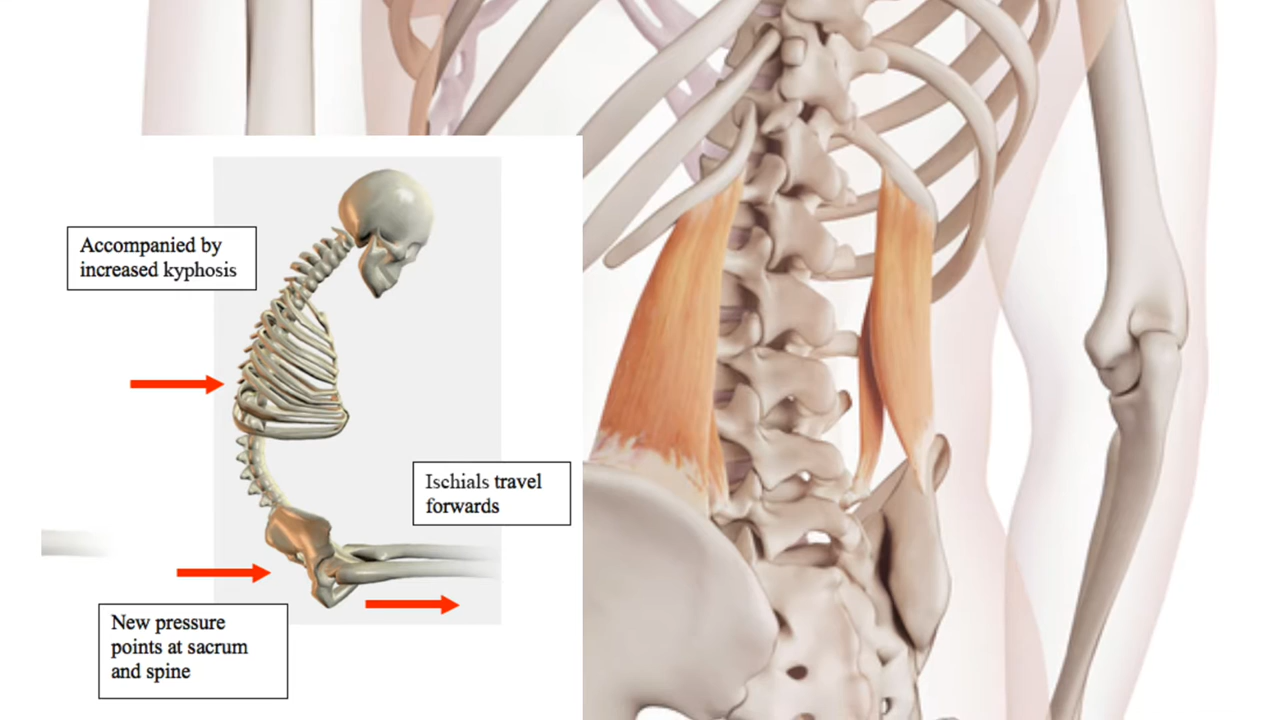 Accompanied by
increased kyphosis
Ischials travel
forwards
New pressure
points at sacrum
and spine